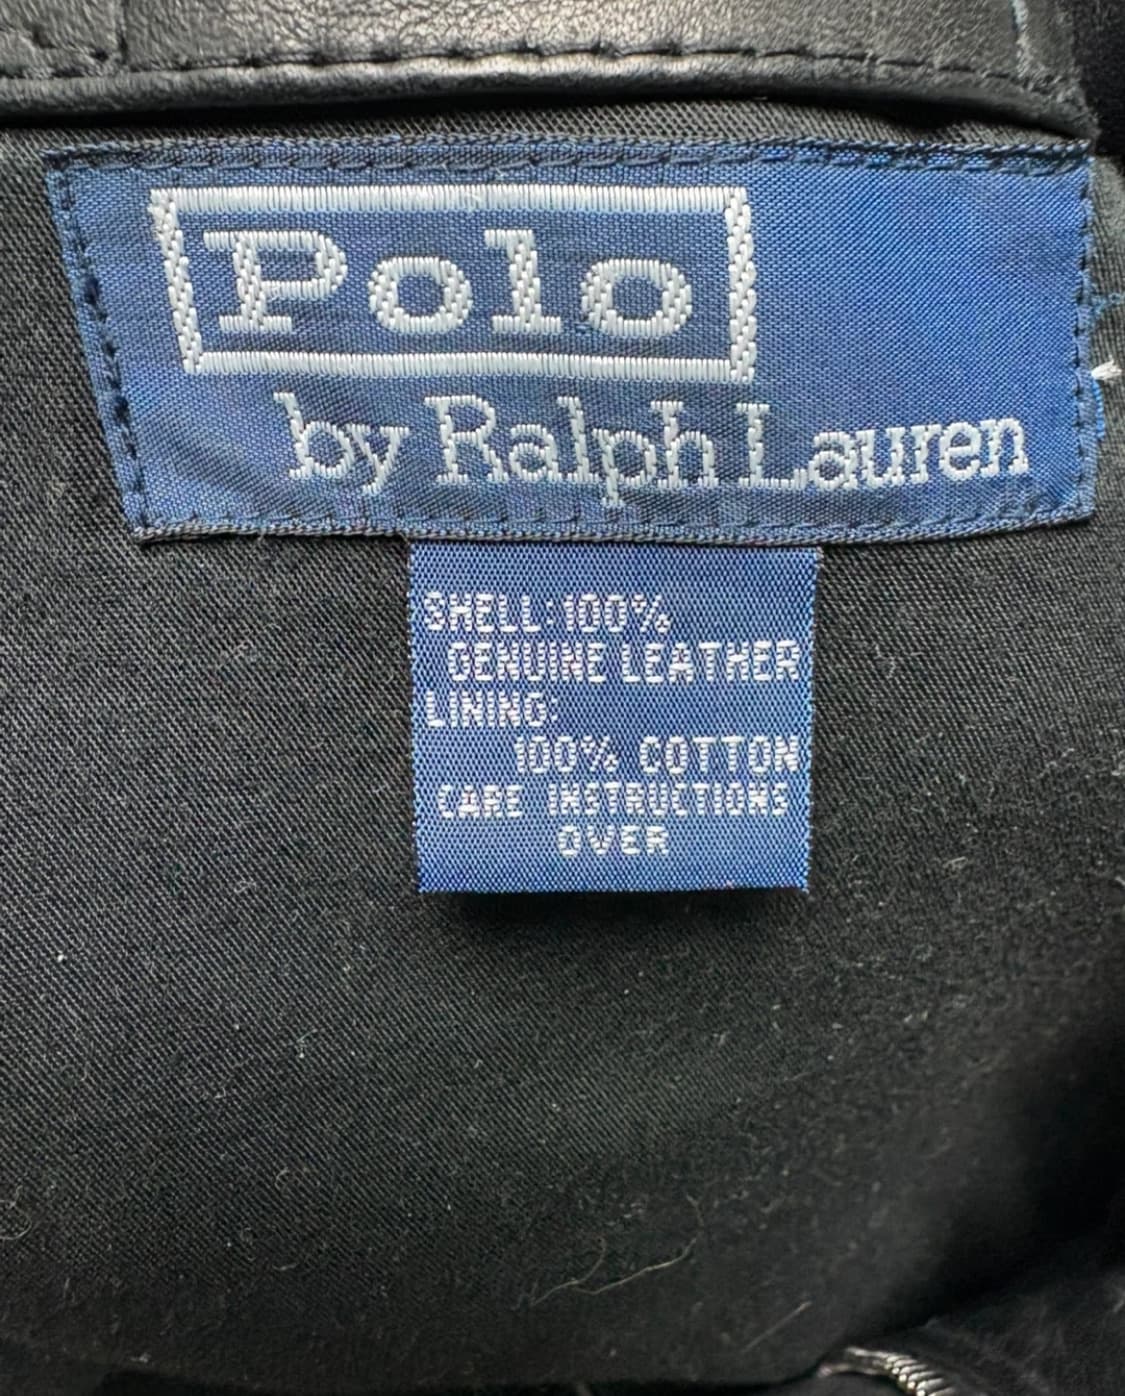 Polo
by Ralph Lauren
SHELL: 100%
GENUINE LEATHER
LINING:
100% COTTON
CARE INSTRUCTIONS
OVER